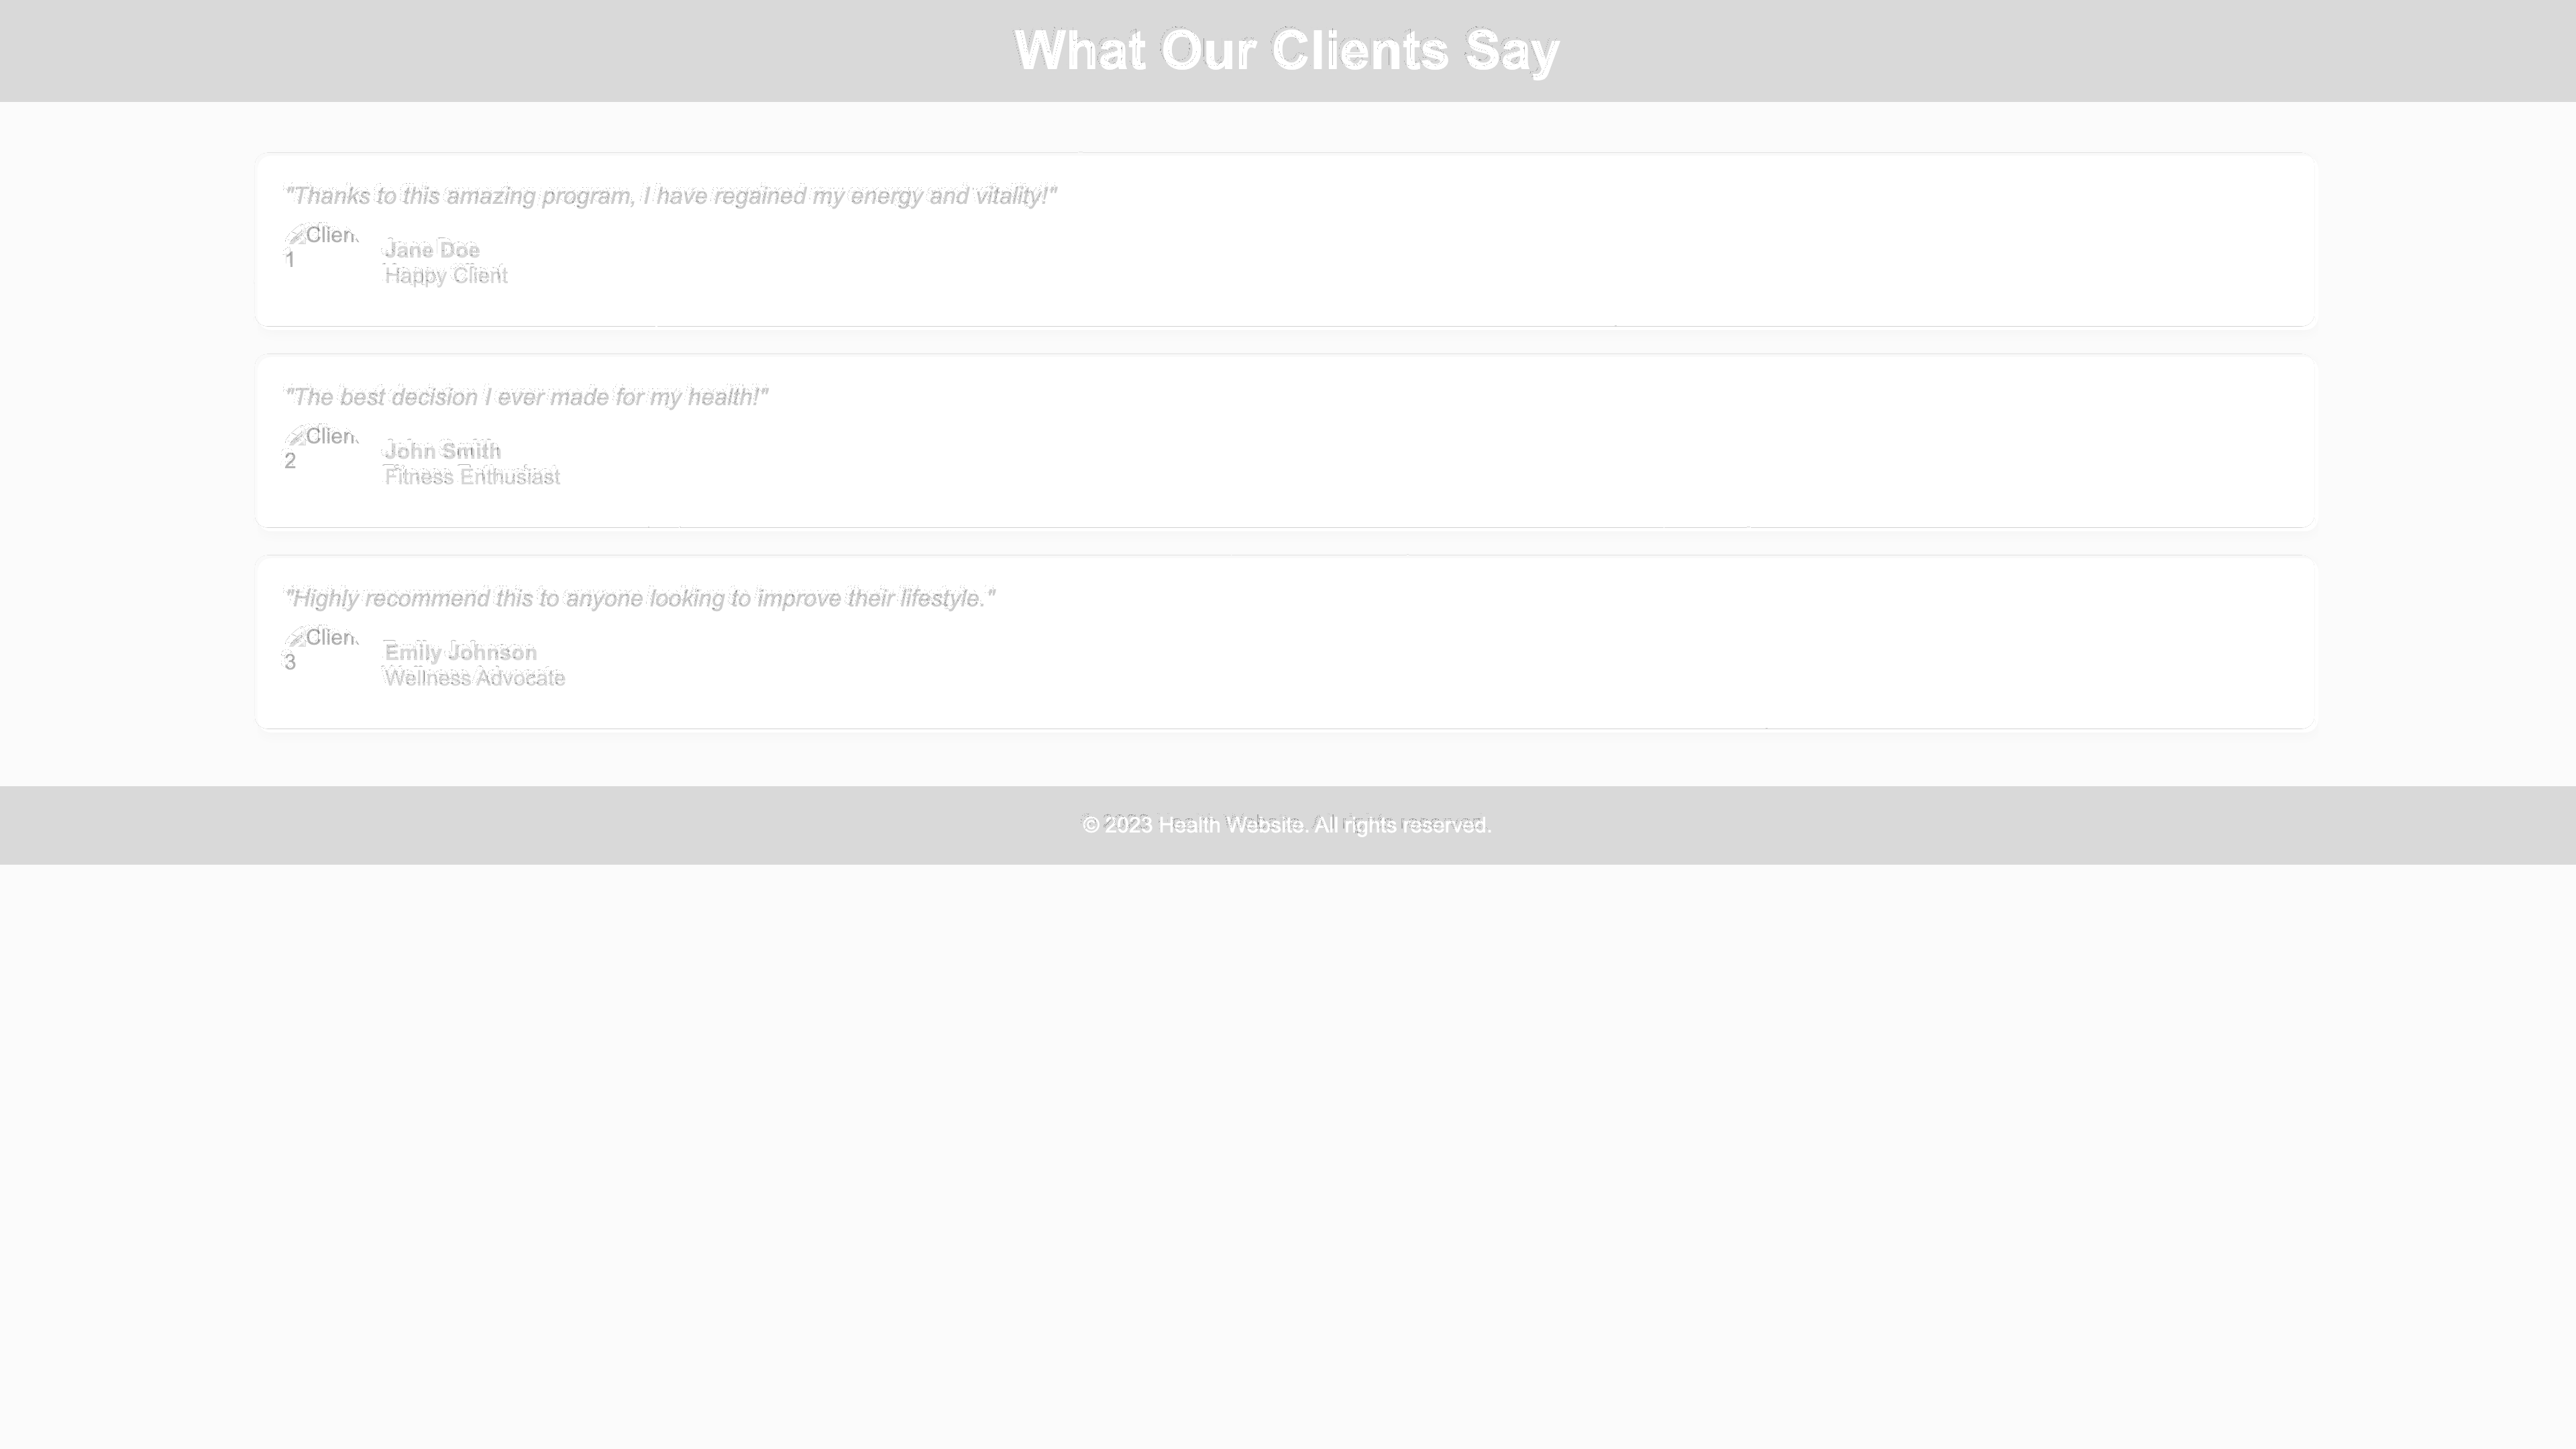 What Our Clients Say
"Thanks to this amazing program, I have regained my energy and vitality!"
Clien
1
Jane Doe
Happy Client
"The best decision I ever made for my health!"
Clien
2
John Smith
Fitness Enthusiast
"Highly recommend this to anyone looking to improve their lifestyle."
Clien
3
Emily Johnson
Wellness Advocate
© 2023 Health Website. All rights reserved.